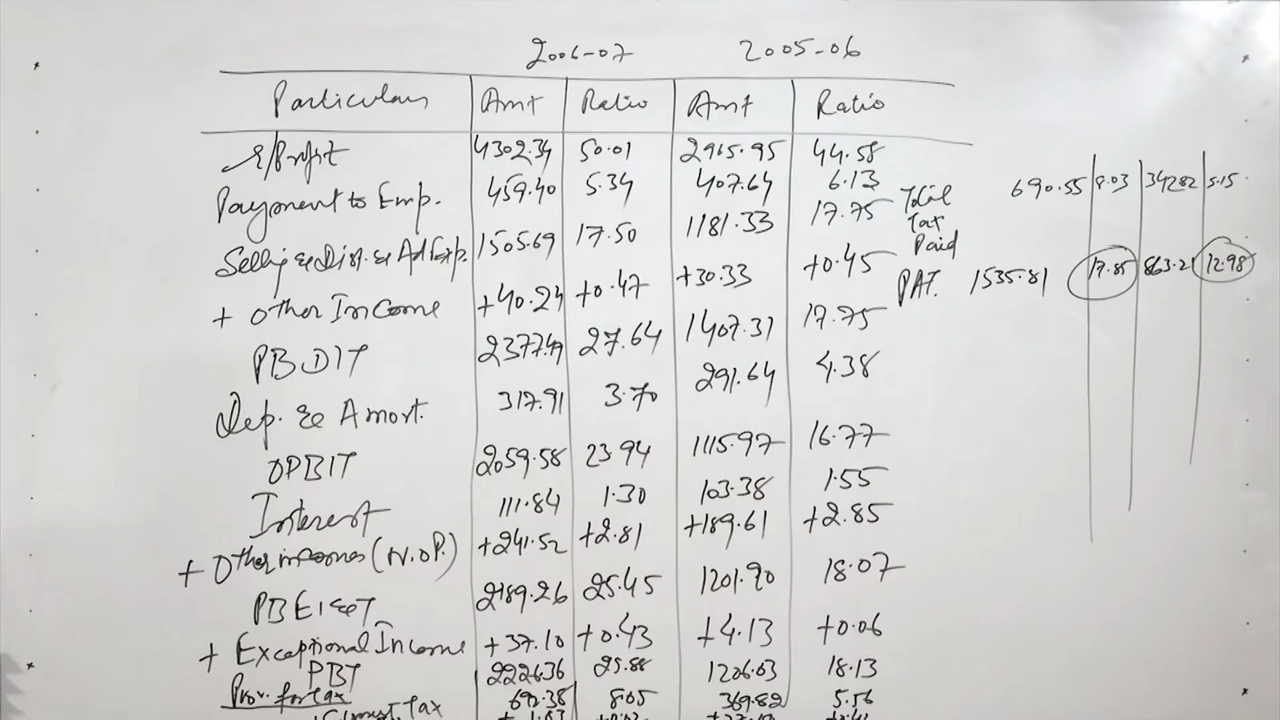 2006-07 2005-06
Particulars Amt Ratio Amt Ratio
G/Profit 4302.34 50.01 2965.95 44.58
Payment to Emp. 459.40 5.34 407.64 6.13
Selling & Dist. & Ad Exp. 1505.69 17.50 1181.33 17.75
+ Other Income +40.24 +0.47 +30.33 +0.45
PBDIT 2377.49 27.64 1407.31 17.75
Dep. & Amort. 317.91 3.70 291.64 4.38
OPBIT 2059.58 23.94 1115.97 16.77
Interest 111.84 1.30 103.38 1.55
+ Other incomes (N.OP.) +241.52 +2.81 +189.61 +2.85
PBEI&T 2189.26 25.45 1201.90 18.07
+ Exceptional Income +37.10 +0.43 +4.13 +0.06
PBT 2226.36 25.88 1206.03 18.13
Prov. for tax 692.38 8.05 369.82 5.56
tax
Total Tax Paid 690.55 8.03 342.82 5.15
PAT. 1535.81 17.85 863.21 12.98